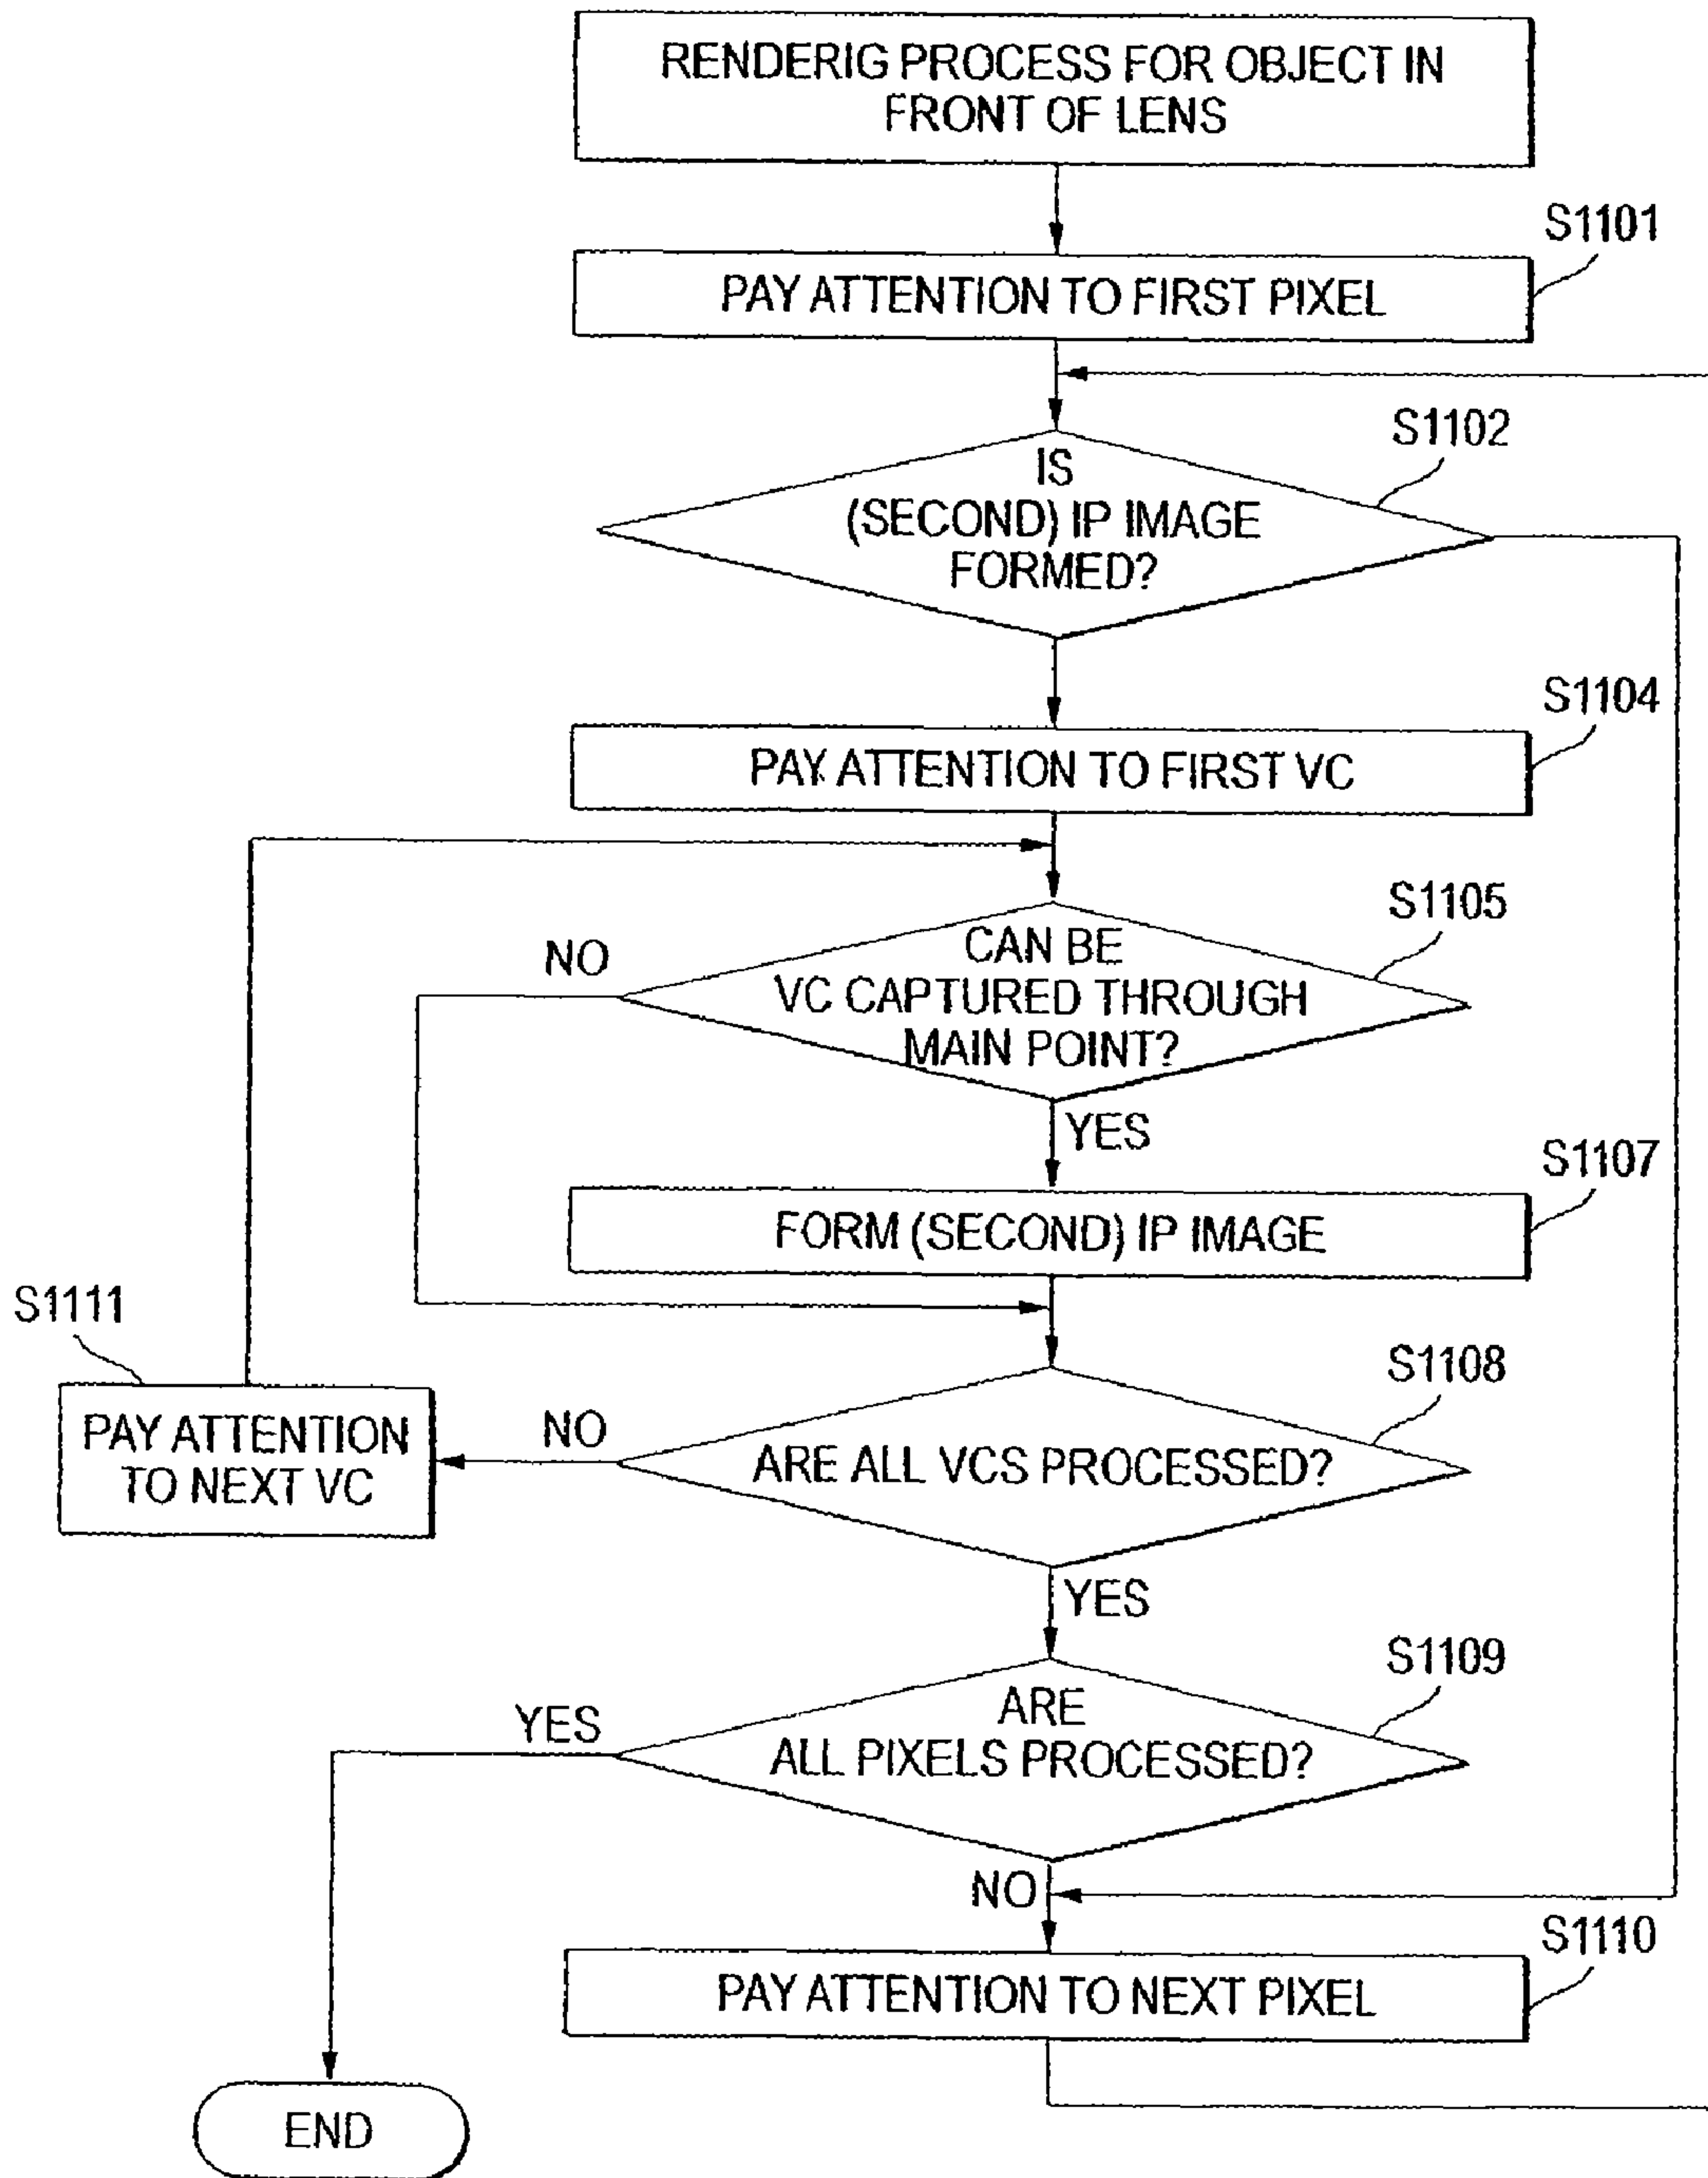 RENDERIG PROCESS FOR OBJECT IN
FRONT OF LENS
S1101
PAY ATTENTION TO FIRST PIXEL
S1102
IS
(SECOND) IP IMAGE
FORMED?
S1104
PAY ATTENTION TO FIRST VC
S1105
NO
CAN BE
VC CAPTURED THROUGH
MAIN POINT?
YES
S1107
FORM (SECOND) IP IMAGE
S1111
PAY ATTENTION
TO NEXT VC
S1108
NO
ARE ALL VCS PROCESSED?
YES
S1109
YES
ARE
ALL PIXELS PROCESSED?
NO
S1110
PAY ATTENTION TO NEXT PIXEL
END